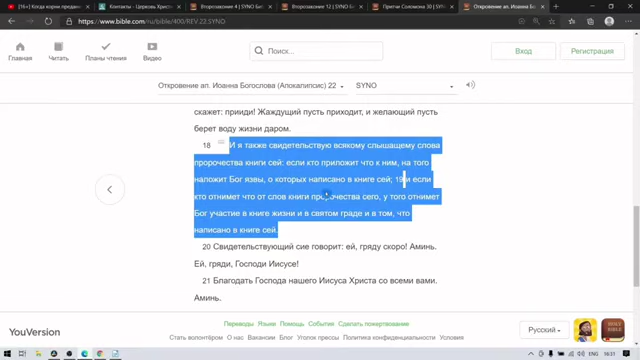 [16+] Когда корни предани
Контакты - Церковь Христ
Второзаконие 4 | SYNO Биб
Второзаконие 12 | SYNO Би
Притчи Соломона 30 | SYN
Откровение ап. Иоанна Бо
https://www.bible.com/ru/bible/400/REV.22.SYNO
Главная
Читать
Планы чтения
Видео
Поиск...
Вход
Регистрация
Откровение ап. Иоанна Богослова (Апокалипсис) 22
SYNO
скажет: прииди! Жаждущий пусть приходит, и желающий пусть
берет воду жизни даром.
18 И я также свидетельствую всякому слышащему слова
пророчества книги сей: если кто приложит что к ним, на того
наложит Бог язвы, о которых написано в книге сей; 19 и если
кто отнимет что от слов книги пророчества сего, у того отнимет
Бог участие в книге жизни и в святом граде и в том, что
написано в книге сей.
20 Свидетельствующий сие говорит: ей, гряду скоро! Аминь.
Ей, гряди, Господи Иисусе!
21 Благодать Господа нашего Иисуса Христа со всеми вами.
Аминь.
YouVersion
Переводы Языки Помощь События Сделать пожертвование
Стать волонтёром О нас Вакансии Блог Уголок прессы Политика конфиденциальности Условия
Русский
HOLY BIBLE
ENG
16:31